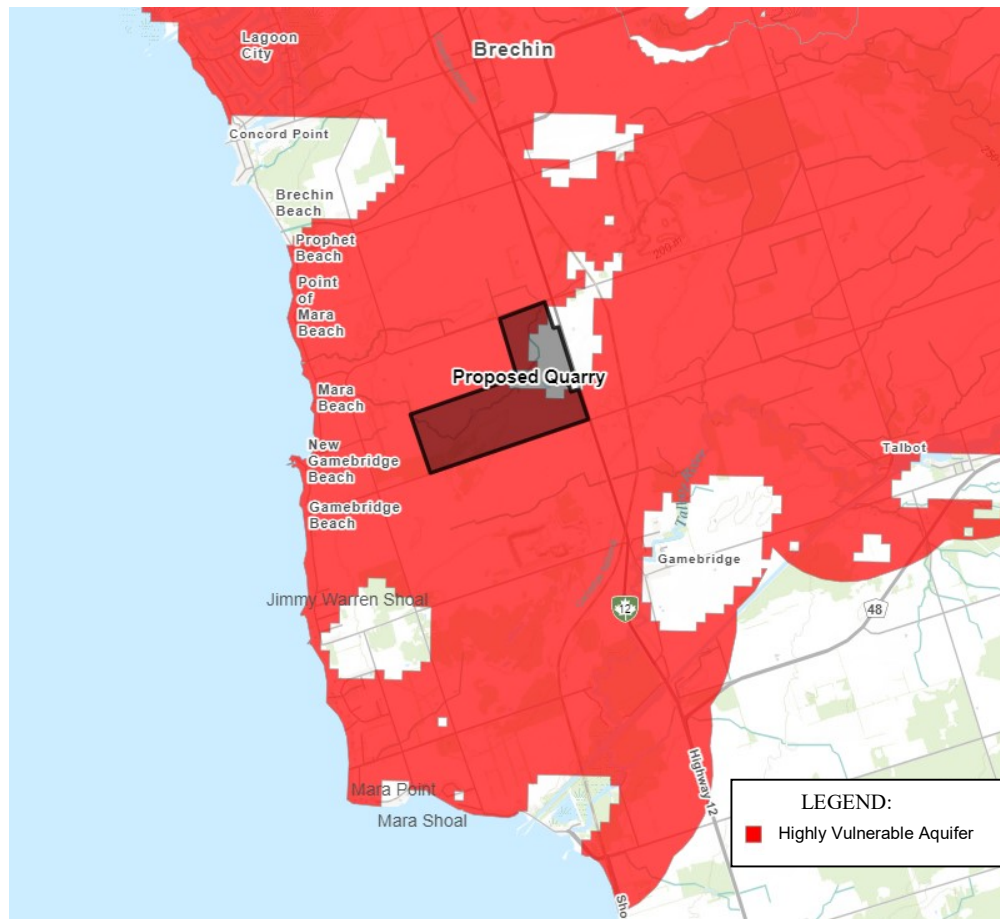 Lagoon
City
Brechin
Concord Point
Brechin
Beach
Prophet
Beach
Point
of
Mara
Beach
200 m
Proposed Quarry
Mara
Beach
New
Gamebridge
Beach
Talbot
Gamebridge
Beach
Gamebridge
Jimmy Warren Shoal
12
48
Highway 12
Mara Point
Mara Shoal
LEGEND:
Highly Vulnerable Aquifer
Sho